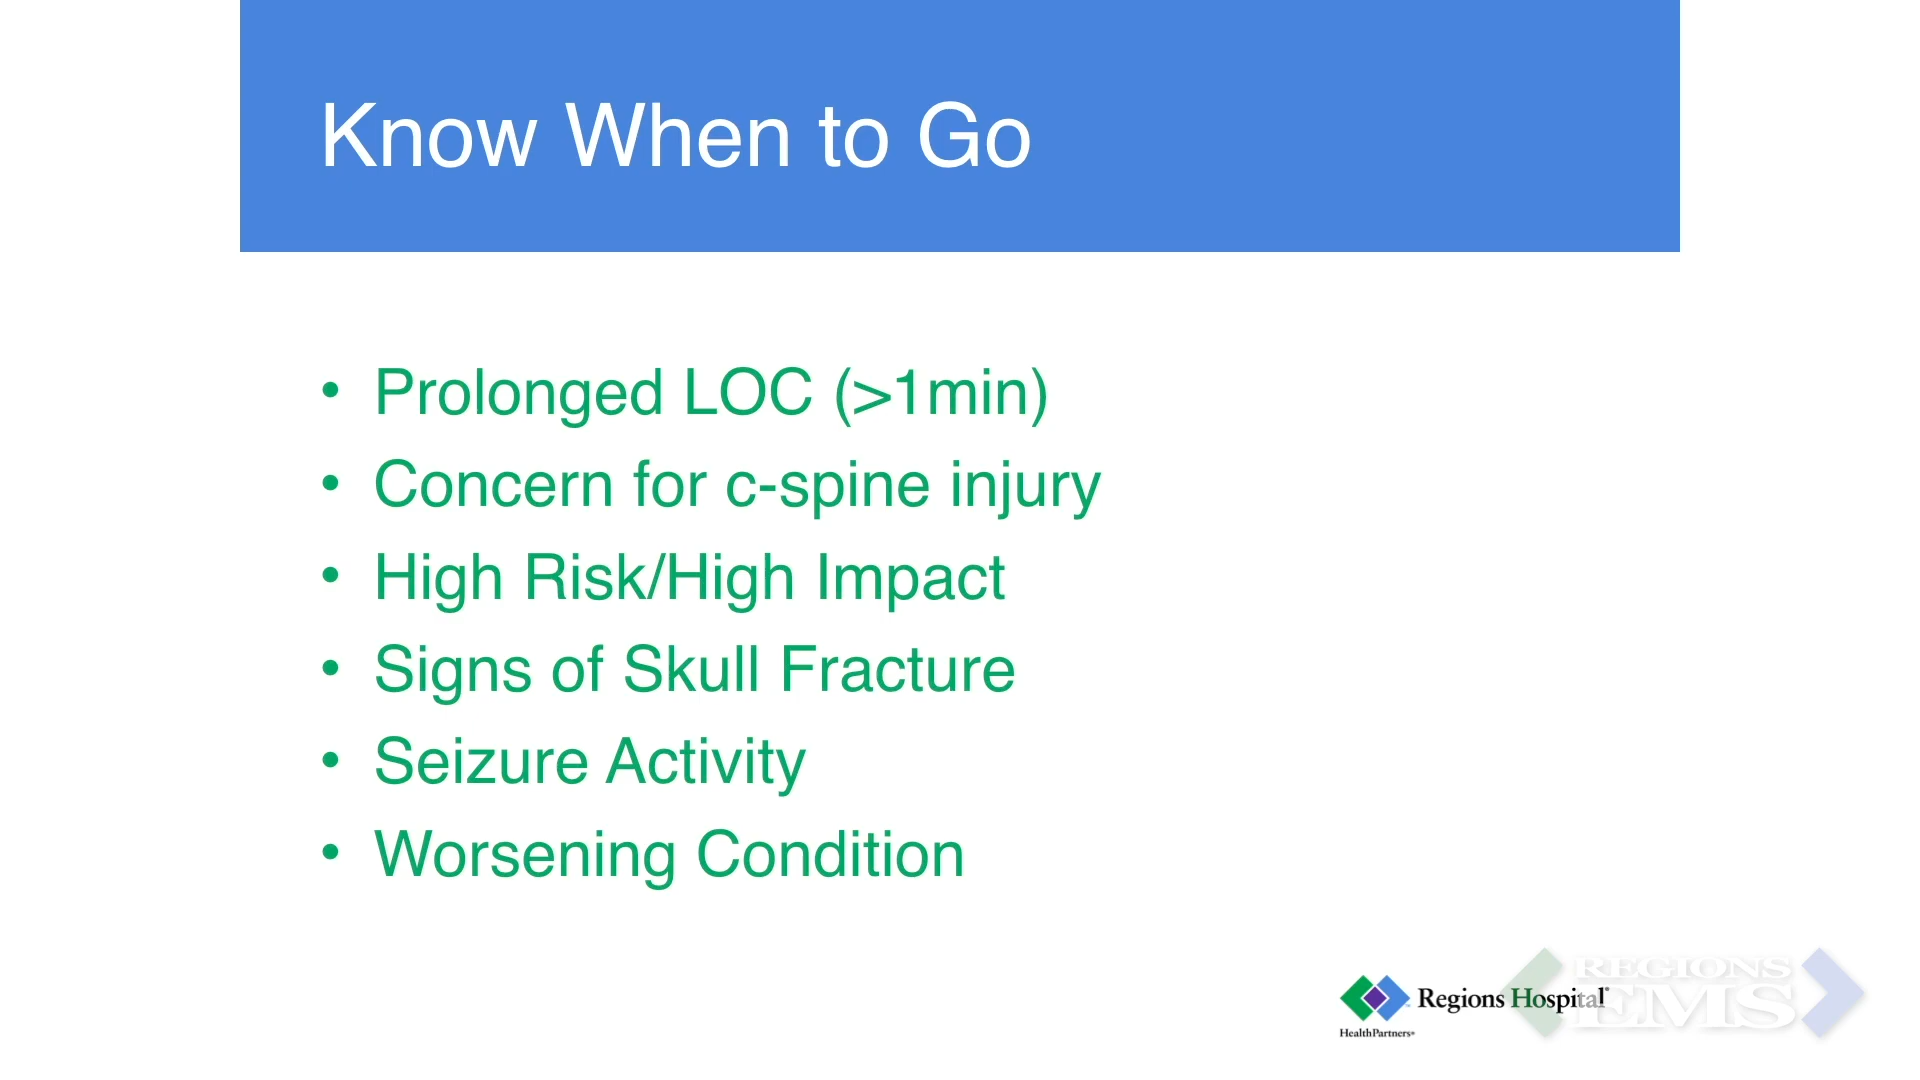 Know When to Go
• Prolonged LOC (>1min)
• Concern for c-spine injury
• High Risk/High Impact
• Signs of Skull Fracture
• Seizure Activity
• Worsening Condition
Regions Hospital
HealthPartners
REGIONS
EMS